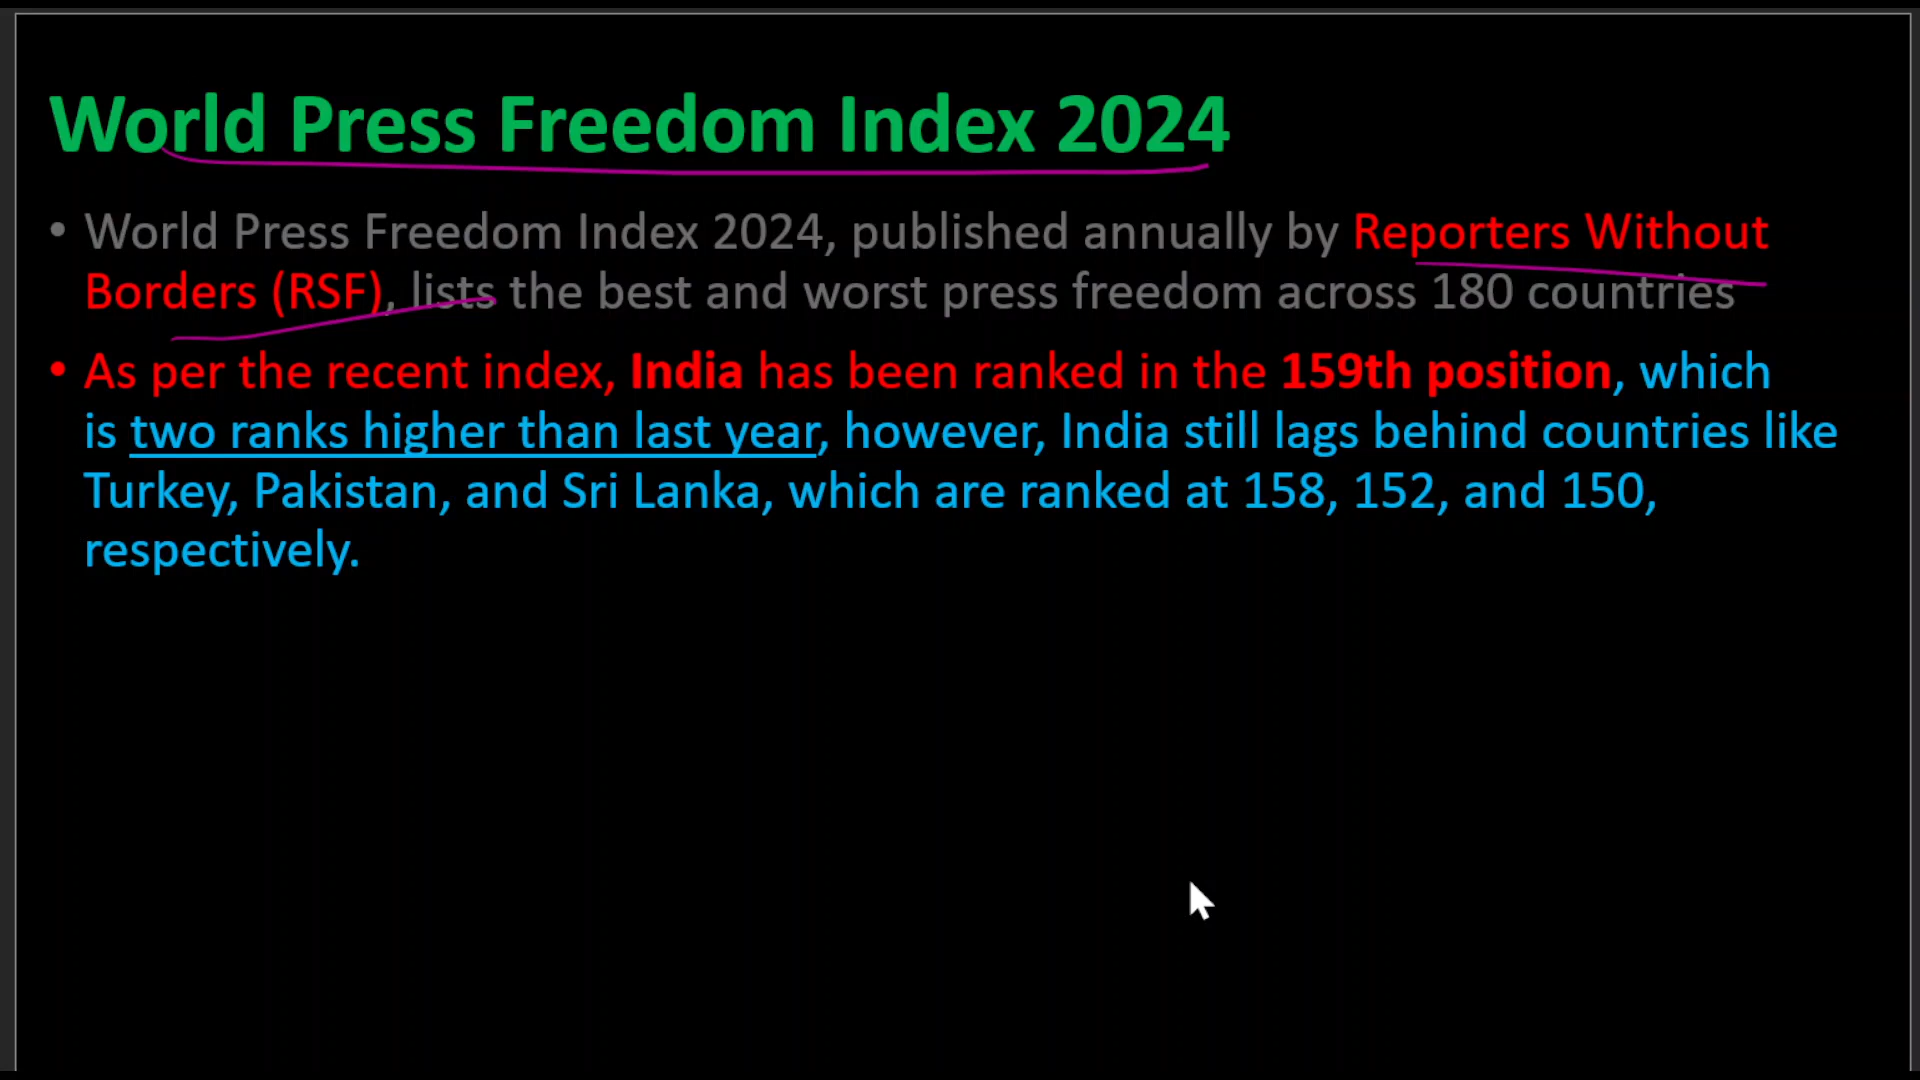 World Press Freedom Index 2024
• World Press Freedom Index 2024, published annually by Reporters Without
Borders (RSF), lists the best and worst press freedom across 180 countries
• As per the recent index, India has been ranked in the 159th position, which
is two ranks higher than last year, however, India still lags behind countries like
Turkey, Pakistan, and Sri Lanka, which are ranked at 158, 152, and 150,
respectively.